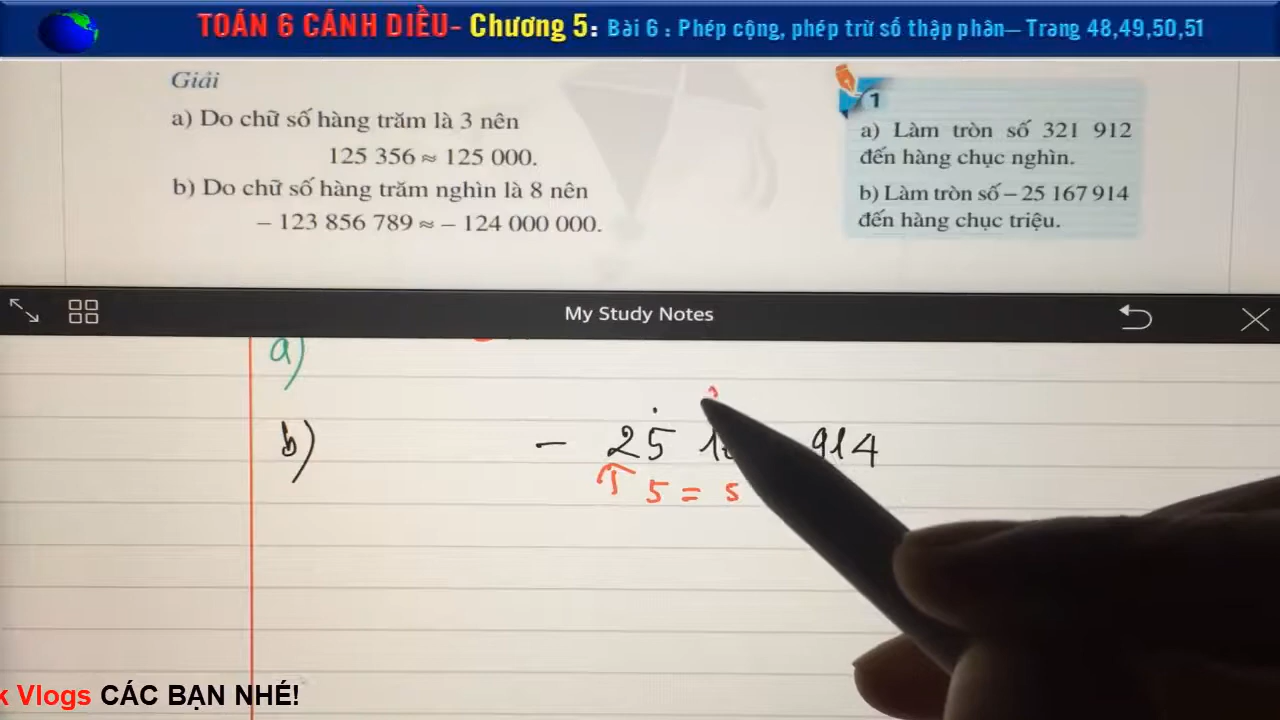 TOÁN 6 CÁNH DIỀU- Chương 5: Bài 6 : Phép cộng, phép trừ số thập phân– Trang 48,49,50,51
Giải
a) Do chữ số hàng trăm là 3 nên
125 356 ≈ 125 000.
b) Do chữ số hàng trăm nghìn là 8 nên
– 123 856 789 ≈ – 124 000 000.
1
a) Làm tròn số 321 912
đến hàng chục nghìn.
b) Làm tròn số – 25 167 914
đến hàng chục triệu.
My Study Notes
a)
b) - 25 1 914
5 = 5
k Vlogs CÁC BẠN NHÉ!